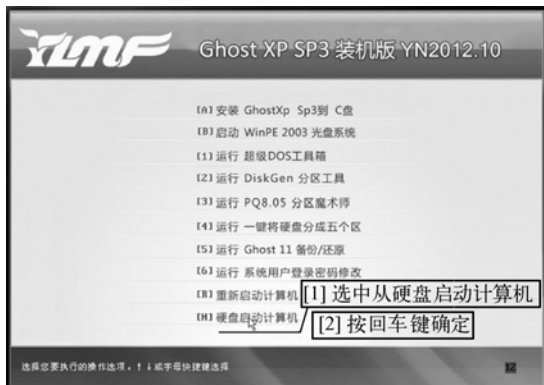 YLMF Ghost XP SP3 装机版 YN2012.10
[A] 安装 GhostXp Sp3到 C盘
[B] 启动 WinPE 2003 光盘系统
[1] 运行 超级DOS工具箱
[2] 运行 DiskGen 分区工具
[3] 运行 PQ8.05 分区魔术师
[4] 运行 一键将硬盘分成五个区
[5] 运行 Ghost 11 备份/还原
[6] 运行 系统用户登录密码修改
[R] 重新启动计算机
[1] 选中从硬盘启动计算机
[H] 硬盘启动计算机
[2] 按回车键确定
选择您要执行的操作选项，↑↓或字母快捷键选择